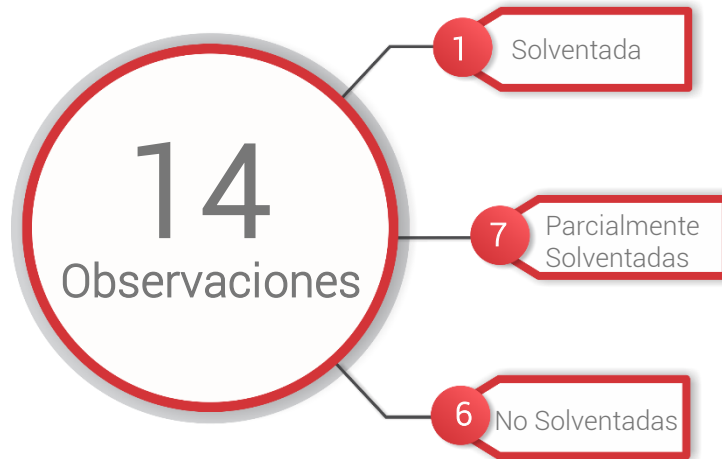 14
Observaciones
1
Solventada
7
Parcialmente
Solventadas
6
No Solventadas